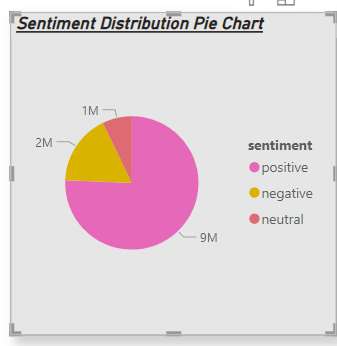 Sentiment Distribution Pie Chart
1M
2M
9M
sentiment
positive
negative
neutral